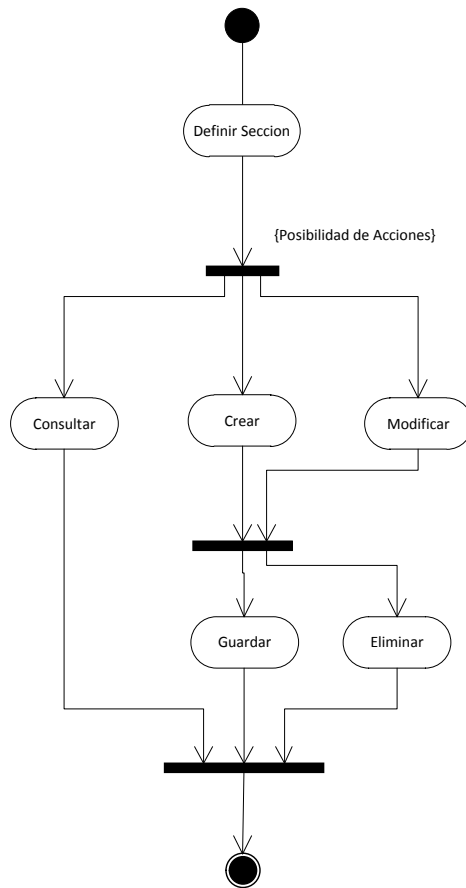 Definir Seccion
{Posibilidad de Acciones}
Consultar
Crear
Modificar
Guardar
Eliminar